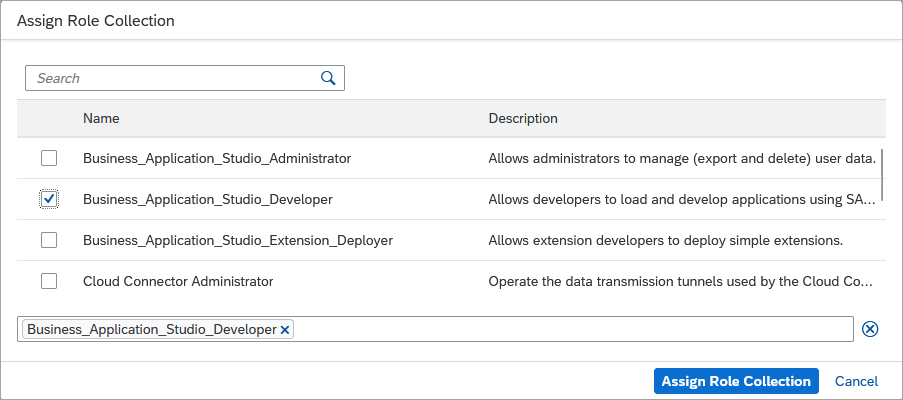 Assign Role Collection
Search
Name Description
Business_Application_Studio_Administrator Allows administrators to manage (export and delete) user data.
Business_Application_Studio_Developer Allows developers to load and develop applications using SA...
Business_Application_Studio_Extension_Deployer Allows extension developers to deploy simple extensions.
Cloud Connector Administrator Operate the data transmission tunnels used by the Cloud Co...
Business_Application_Studio_Developer
Assign Role Collection Cancel